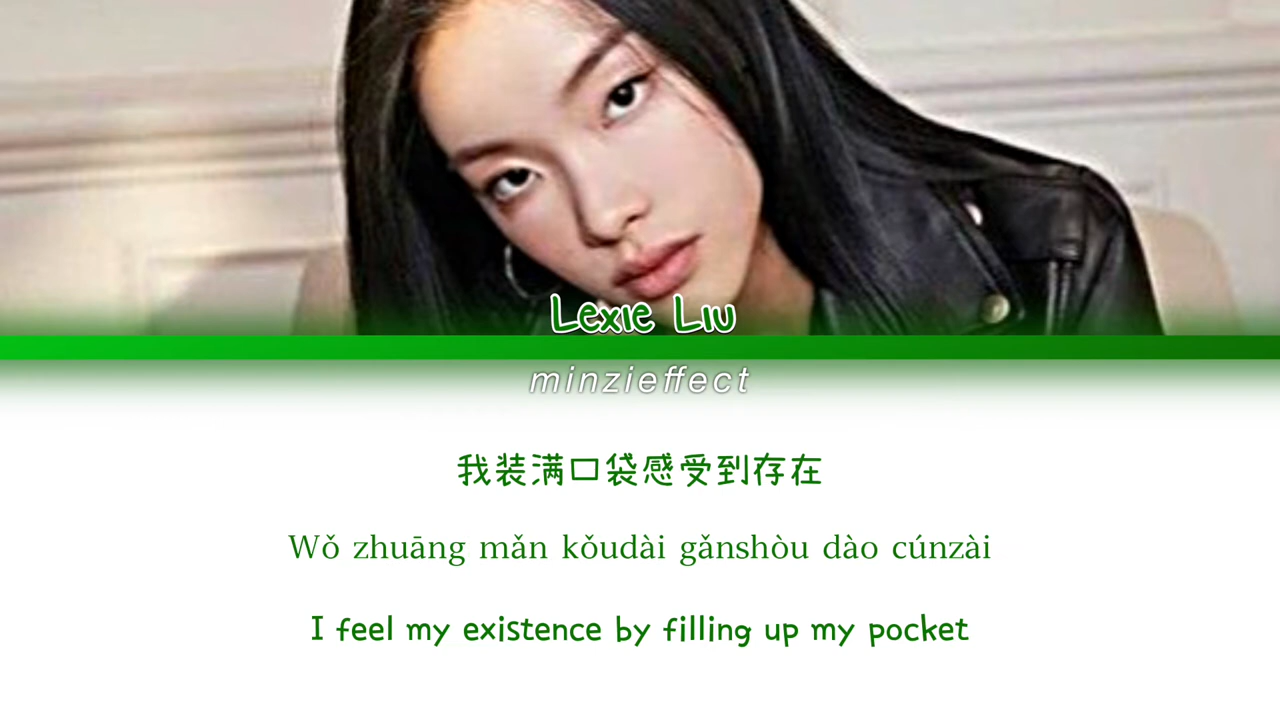 Lexie Liu
minzieffect
我装满口袋感受到存在
Wǒ zhuāng mǎn kǒudài gǎnshòu dào cúnzài
I feel my existence by filling up my pocket